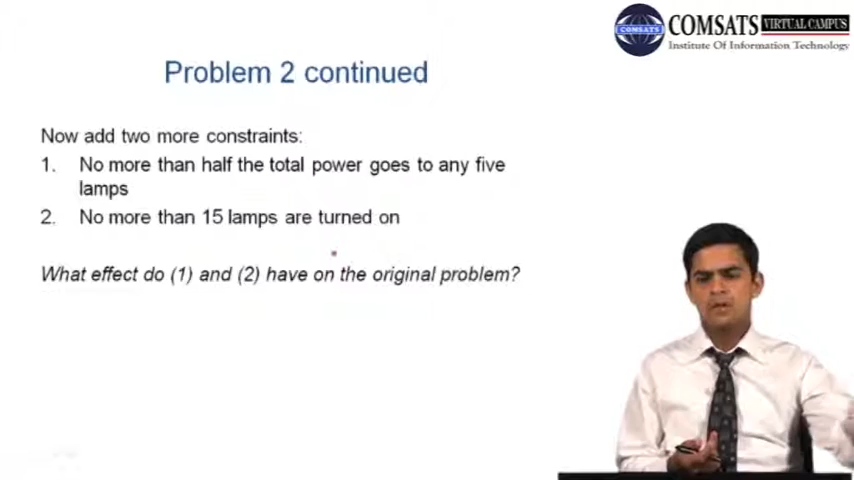 COMSATS VIRTUAL CAMPUS
COMSATS
Institute Of Information Technology
Problem 2 continued
Now add two more constraints:
1. No more than half the total power goes to any five
lamps
2. No more than 15 lamps are turned on
What effect do (1) and (2) have on the original problem?